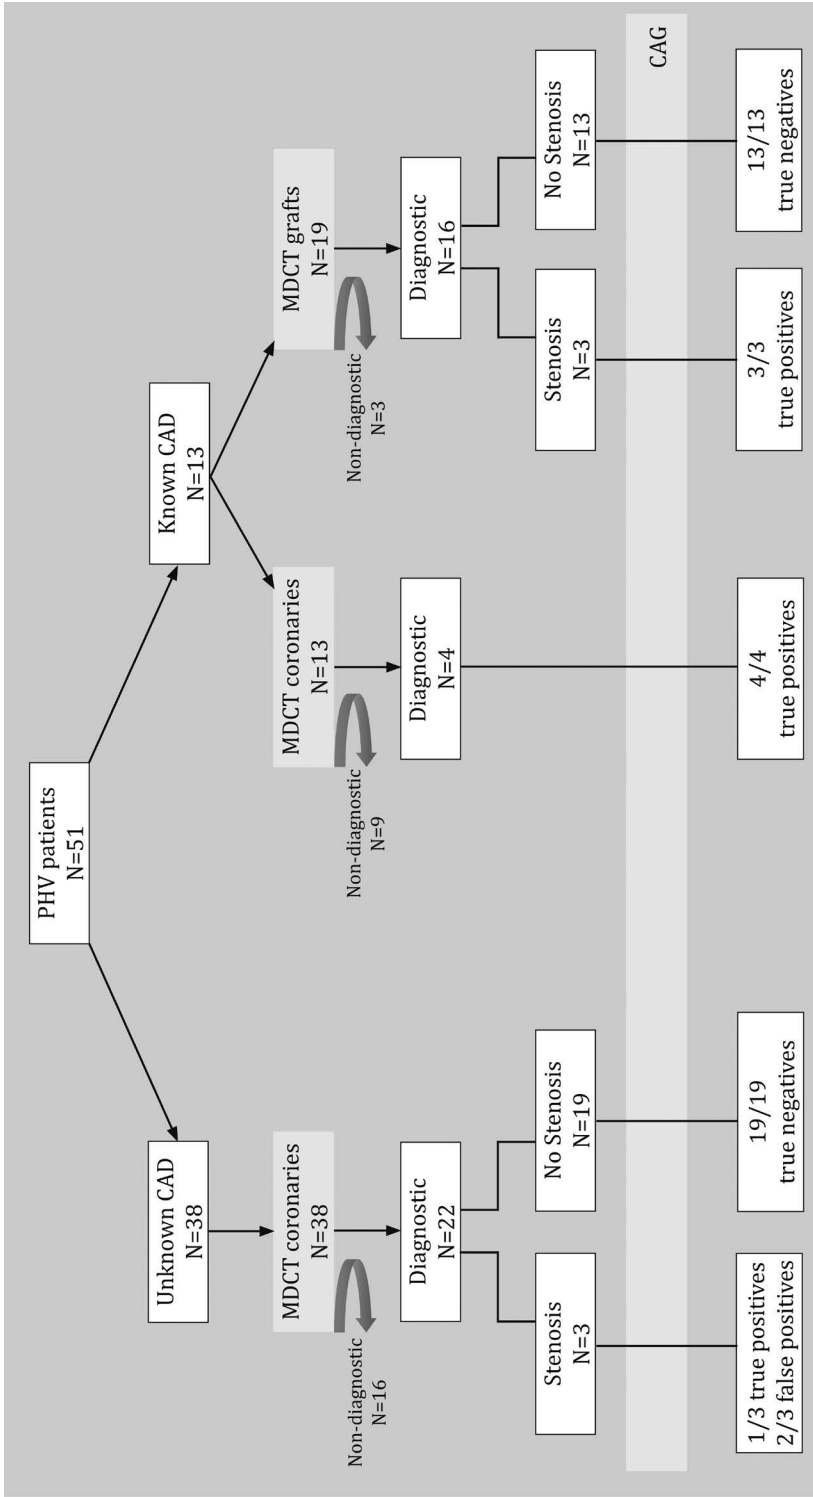 PHV patients
N=51
Unknown CAD
N=38
Known CAD
N=13
MDCT coronaries
N=38
MDCT coronaries
N=13
MDCT grafts
N=19
Non-diagnostic
N=16
Non-diagnostic
N=9
Non-diagnostic
N=3
Diagnostic
N=22
Diagnostic
N=4
Diagnostic
N=16
Stenosis
N=3
No Stenosis
N=19
Stenosis
N=3
No Stenosis
N=13
CAG
1/3 true positives
2/3 false positives
19/19
true negatives
4/4
true positives
3/3
true positives
13/13
true negatives